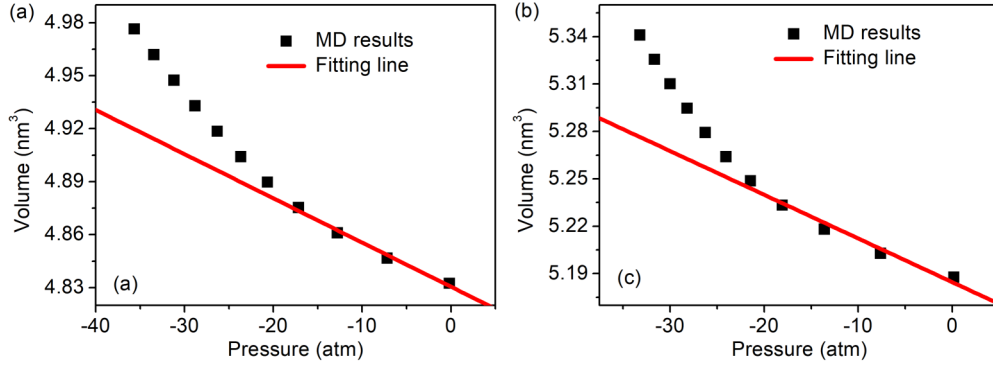 (a)
4.98
4.95
4.92
4.89
4.86
4.83
Volume (nm³)
MD results
Fitting line
(a)
-40 -30 -20 -10 0
Pressure (atm)
(b)
5.34
5.31
5.28
5.25
5.22
5.19
Volume (nm³)
MD results
Fitting line
(c)
-30 -20 -10 0
Pressure (atm)